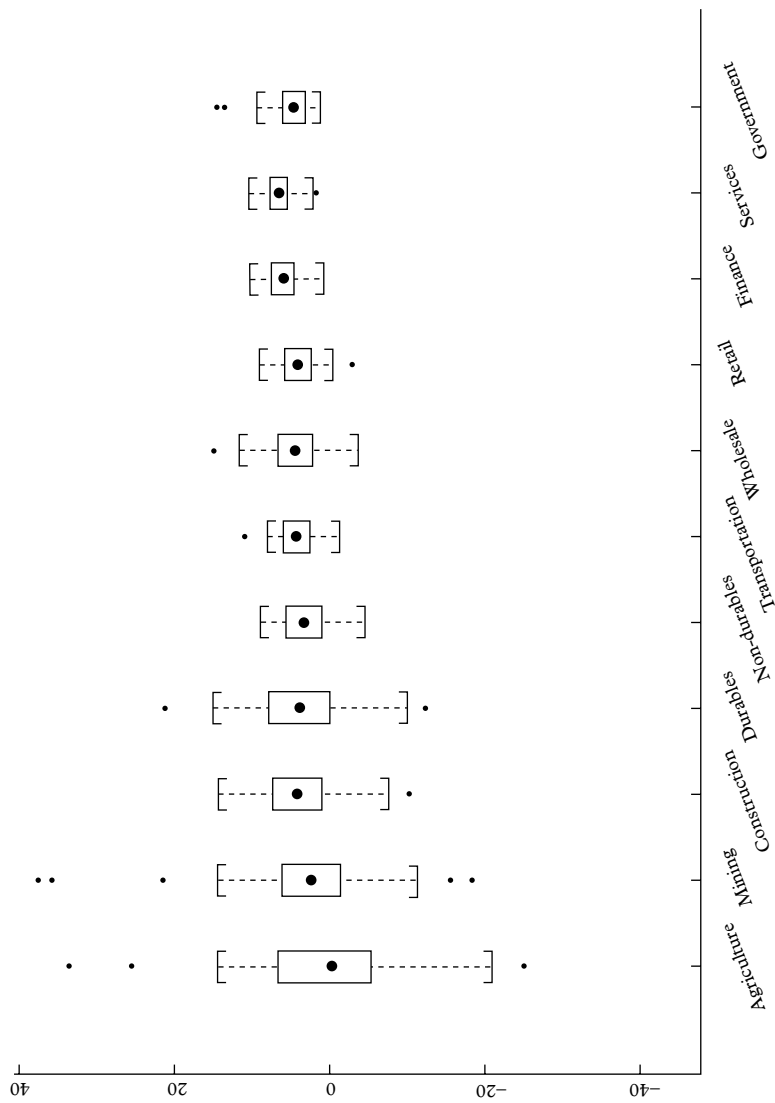 40
20
0
−20
−40
Agriculture
Mining
Construction
Durables
Non-durables
Transportation
Wholesale
Retail
Finance
Services
Government